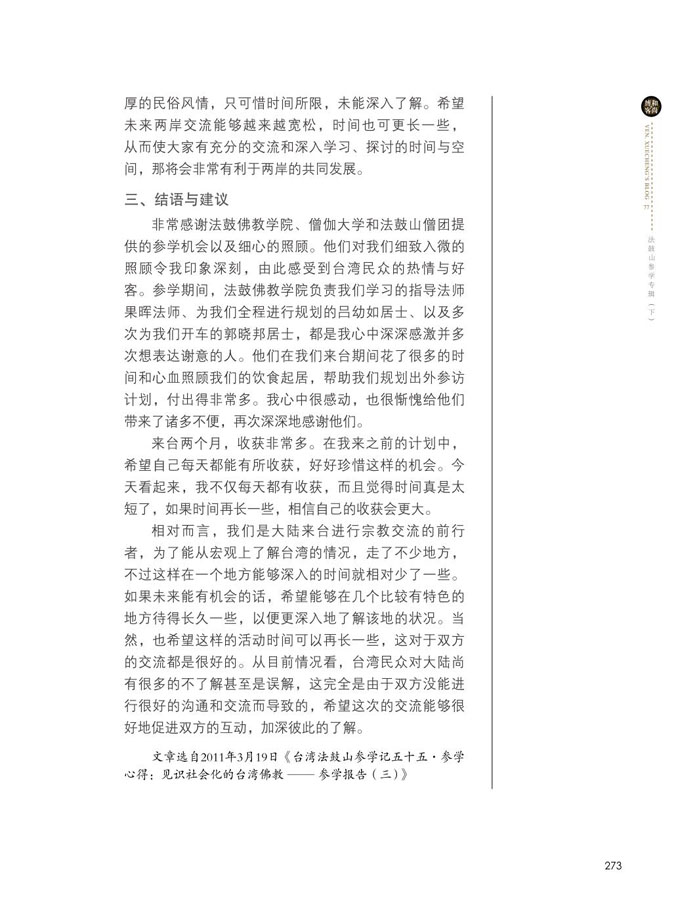 厚的民俗风情，只可惜时间所限，未能深入了解。希望
未来两岸交流能够越来越宽松，时间也可更长一些，
从而使大家有充分的交流和深入学习、探讨的时间与空
间，那将会非常有利于两岸的共同发展。
三、结语与建议
非常感谢法鼓佛教学院、僧伽大学和法鼓山僧团提
供的参学机会以及细心的照顾。他们对我们细致入微的
照顾令我印象深刻，由此感受到台湾民众的热情与好
客。参学期间，法鼓佛教学院负责我们学习的指导法师
果晖法师、为我们全程进行规划的吕幼如居士、以及多
次为我们开车的郭晓邦居士，都是我心中深深感激并多
次想表达谢意的人。他们在我们来台期间花了很多的时
间和心血照顾我们的饮食起居，帮助我们规划出外参访
计划，付出得非常多。我心中很感动，也很惭愧给他们
带来了诸多不便，再次深深地感谢他们。
来台两个月，收获非常多。在我来之前的计划中，
希望自己每天都能有所收获，好好珍惜这样的机会。今
天看起来，我不仅每天都有收获，而且觉得时间真是太
短了，如果时间再长一些，相信自己的收获会更大。
相对而言，我们是大陆来台进行宗教交流的前行
者，为了能从宏观上了解台湾的情况，走了不少地方，
不过这样在一个地方能够深入的时间就相对少了一些。
如果未来能有机会的话，希望能够在几个比较有特色的
地方待得长久一些，以便更深入地了解该地的状况。当
然，也希望这样的活动时间可以再长一些，这对于双方
的交流都是很好的。从目前情况看，台湾民众对大陆尚
有很多的不了解甚至是误解，这完全是由于双方没能进
行很好的沟通和交流而导致的，希望这次的交流能够很
好地促进双方的互动，加深彼此的了解。
文章选自2011年3月19日《台湾法鼓山参学记五十五·参学
心得：见识社会化的台湾佛教 —— 参学报告（三）》
和尚
博客
VEN. XUECHENG'S BLOG 77
法鼓山参学专辑（下）
273